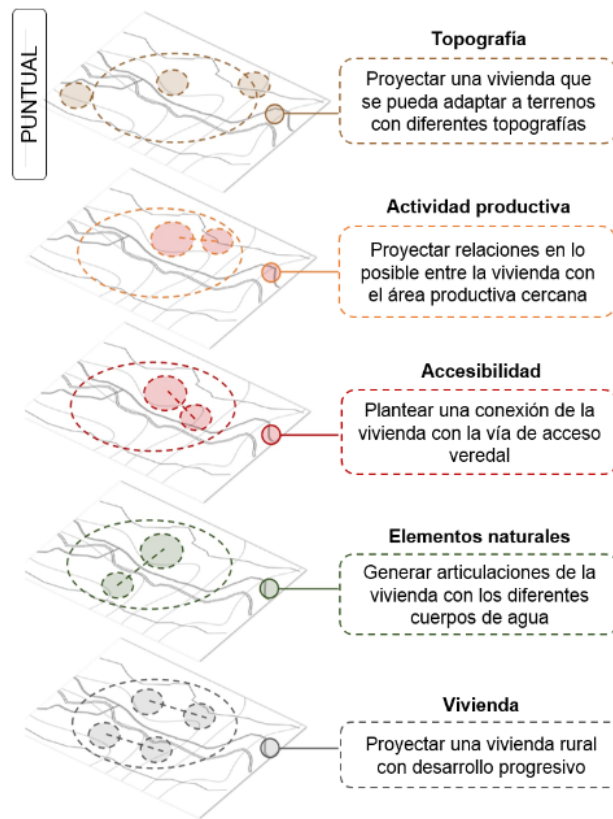 PUNTUAL
Topografía
Proyectar una vivienda que
se pueda adaptar a terrenos
con diferentes topografías
Actividad productiva
Proyectar relaciones en lo
posible entre la vivienda con
el área productiva cercana
Accesibilidad
Plantear una conexión de la
vivienda con la vía de acceso
veredal
Elementos naturales
Generar articulaciones de la
vivienda con los diferentes
cuerpos de agua
Vivienda
Proyectar una vivienda rural
con desarrollo progresivo